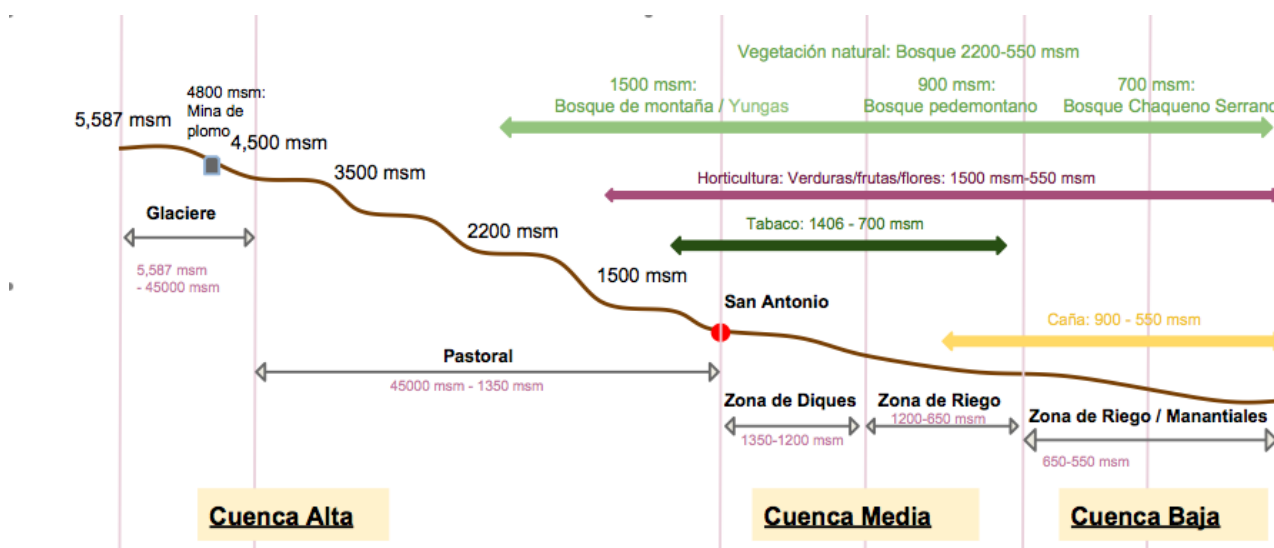 Vegetación natural: Bosque 2200-550 msm
1500 msm:
Bosque de montaña / Yungas
900 msm:
Bosque pedemontano
700 msm:
Bosque Chaqueno Serrano
4800 msm:
Mina de
plomo
5,587 msm
4,500 msm
3500 msm
2200 msm
1500 msm
Horticultura: Verduras/frutas/flores: 1500 msm-550 msm
Tabaco: 1406 - 700 msm
Glaciere
5,587 msm
- 45000 msm
San Antonio
Caña: 900 - 550 msm
Pastoral
45000 msm - 1350 msm
Zona de Diques
1350-1200 msm
Zona de Riego
1200-650 msm
Zona de Riego / Manantiales
650-550 msm
Cuenca Alta
Cuenca Media
Cuenca Baja